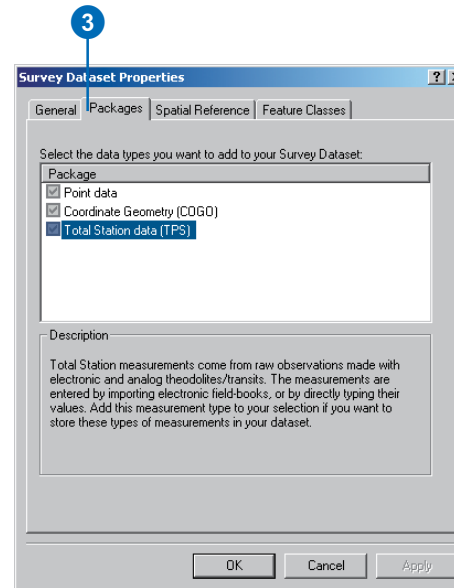 3
Survey Dataset Properties
General Packages Spatial Reference Feature Classes
Select the data types you want to add to your Survey Dataset:
Package
Point data
Coordinate Geometry (COGO)
Total Station data (TPS)
Description
Total Station measurements come from raw observations made with
electronic and analog theodolites/transits. The measurements are
entered by importing electronic field-books, or by directly typing their
values. Add this measurement type to your selection if you want to
store these types of measurements in your dataset.
OK Cancel Apply